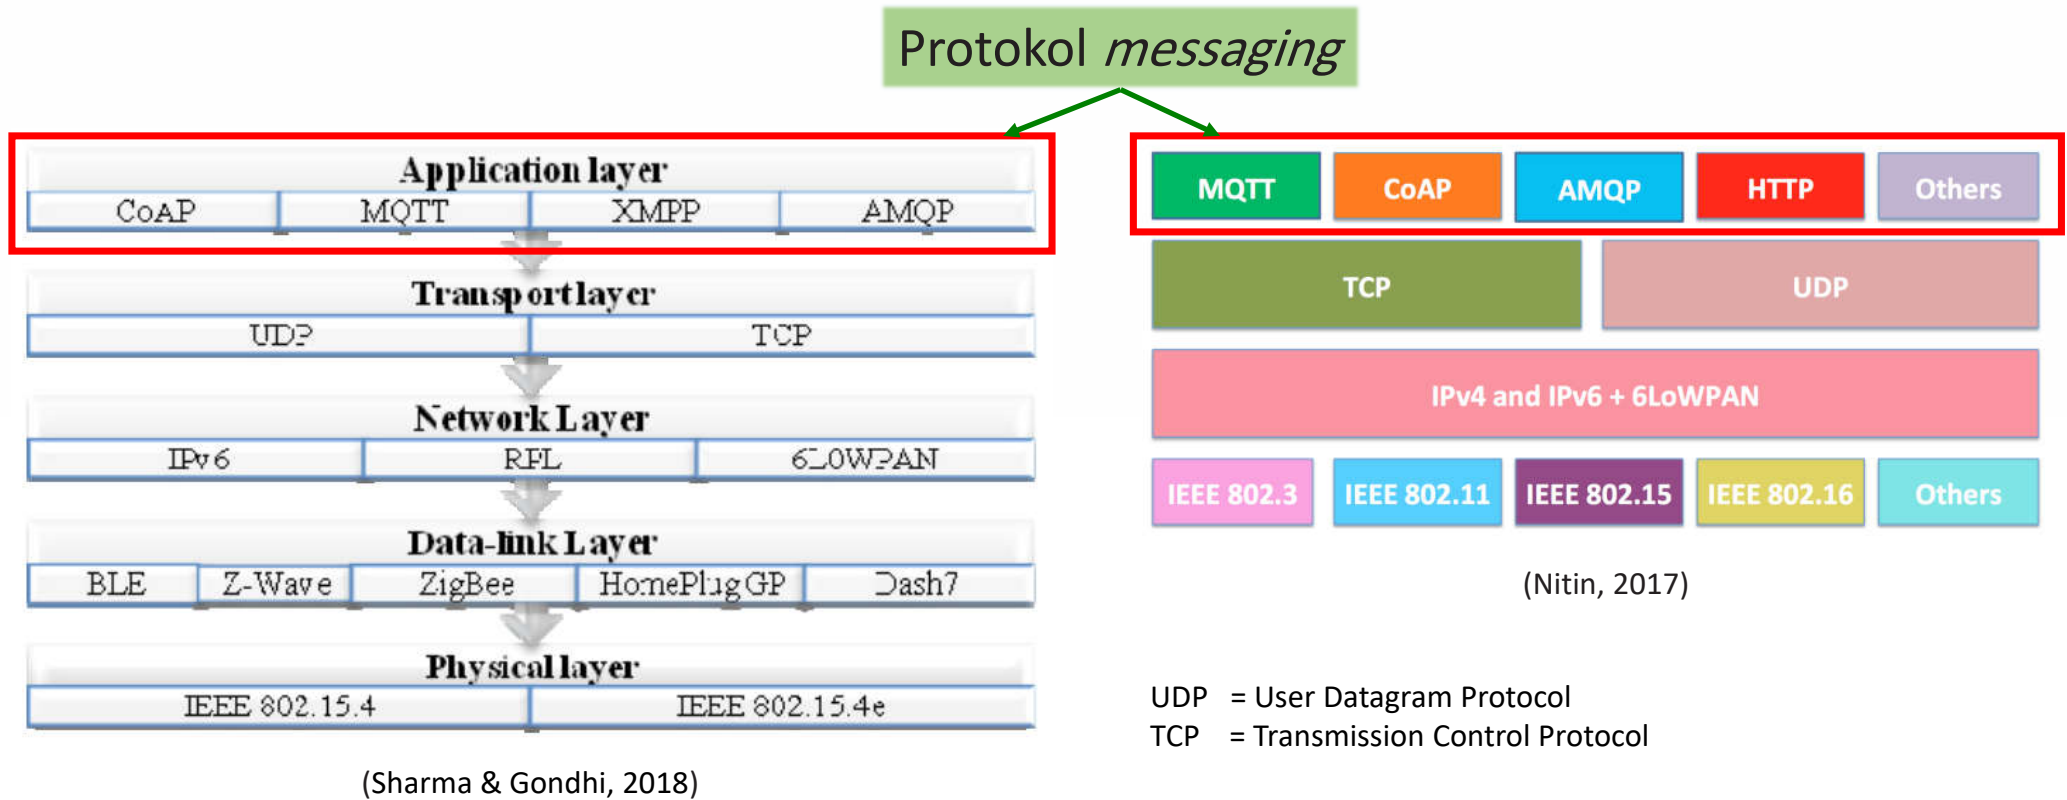 Protokol messaging
Application layer
CoAP MQTT XMPP AMQP
Transport layer
UDP TCP
Network Layer
IPv6 RPL 6LOWPAN
Data-link Layer
BLE Z-Wave ZigBee HomePlug GP Dash7
Physical layer
IEEE 802.15.4 IEEE 802.15.4e
(Sharma & Gondhi, 2018)
MQTT CoAP AMQP HTTP Others
TCP UDP
IPv4 and IPv6 + 6LoWPAN
IEEE 802.3 IEEE 802.11 IEEE 802.15 IEEE 802.16 Others
(Nitin, 2017)
UDP = User Datagram Protocol
TCP = Transmission Control Protocol